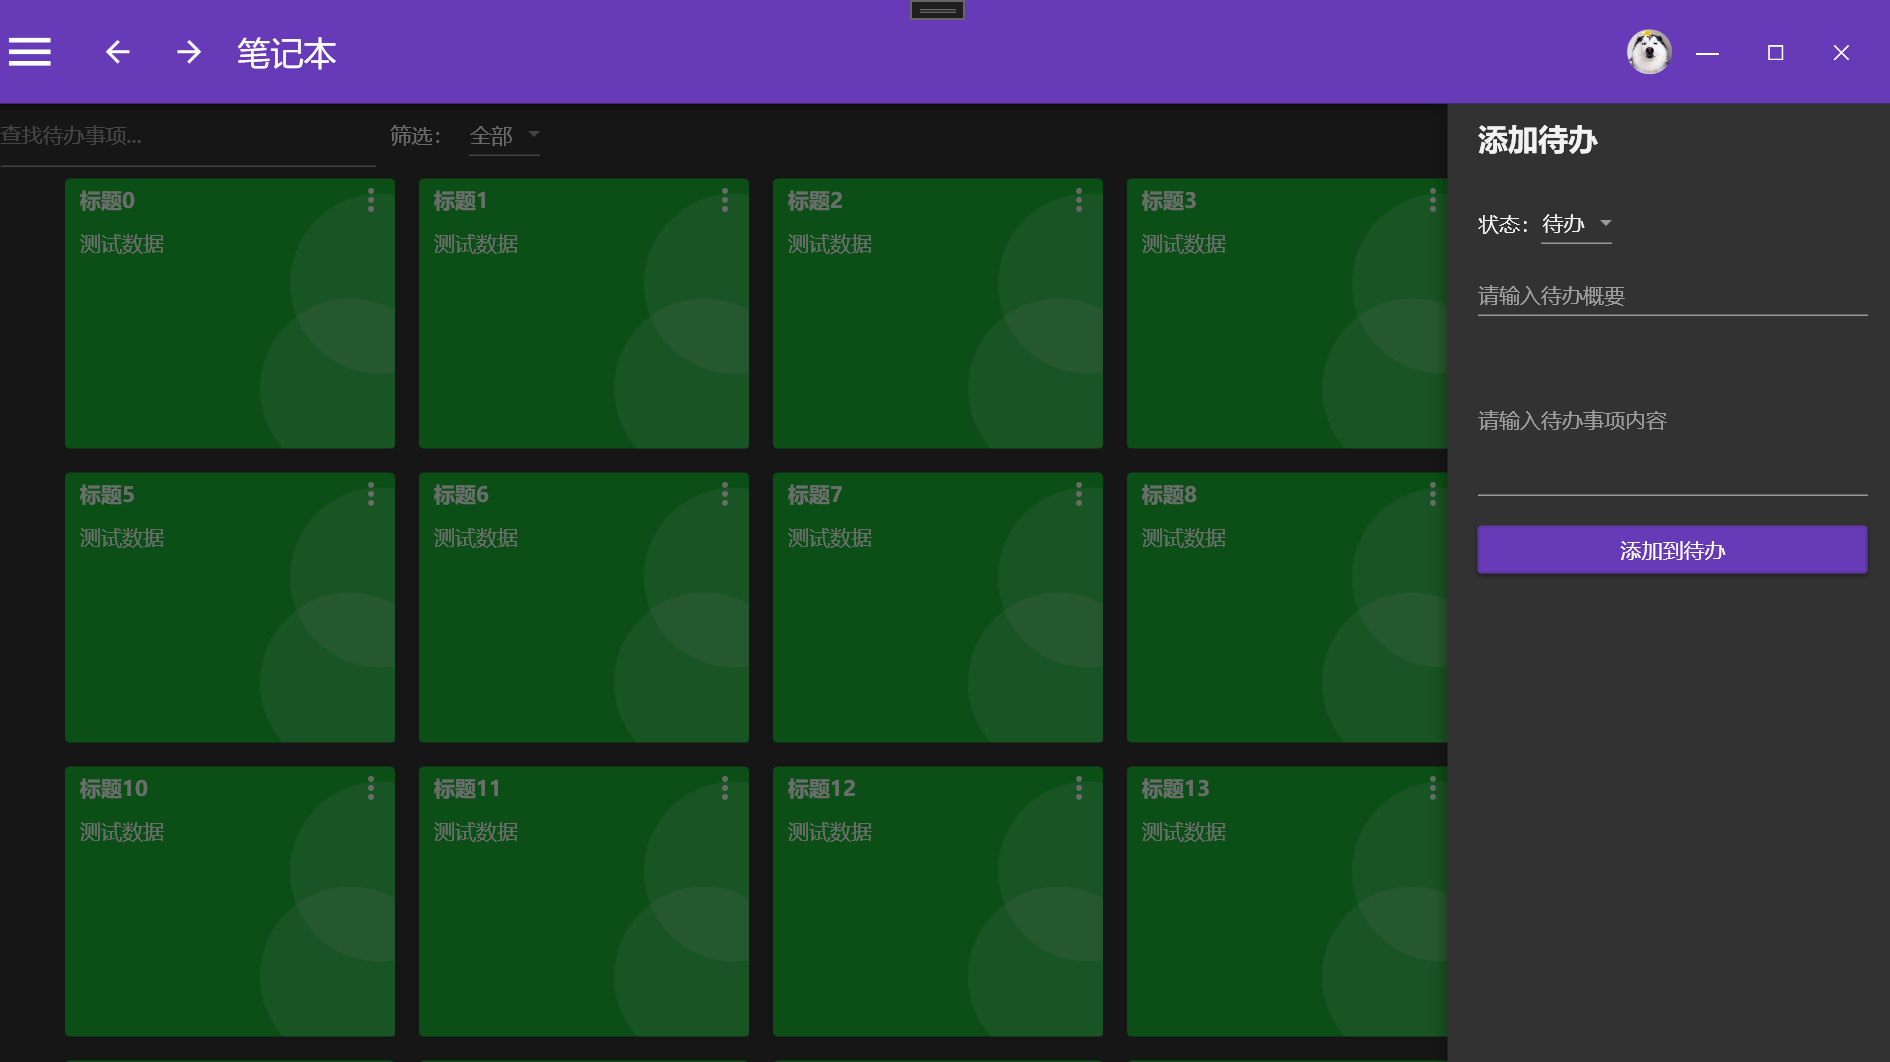 笔记本
查找待办事项...
筛选：
全部
标题0
测试数据
标题1
测试数据
标题2
测试数据
标题3
测试数据
标题5
测试数据
标题6
测试数据
标题7
测试数据
标题8
测试数据
标题10
测试数据
标题11
测试数据
标题12
测试数据
标题13
测试数据
添加待办
状态：待办
请输入待办概要
请输入待办事项内容
添加到待办